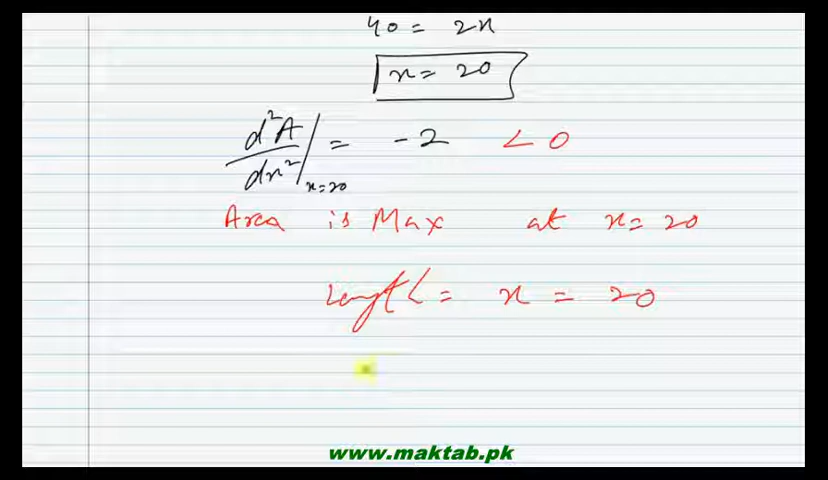 40 = 2x
x = 20
d²A/dx² |x=20 = -2 < 0
Area is Max at x = 20
Length = x = 20
www.maktab.pk